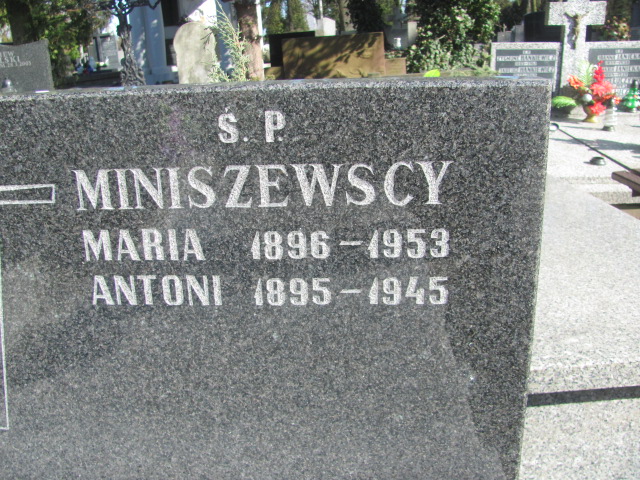 Ś. P.
MINISZEWSCY
MARIA 1896 – 1953
ANTONI 1895 – 1945